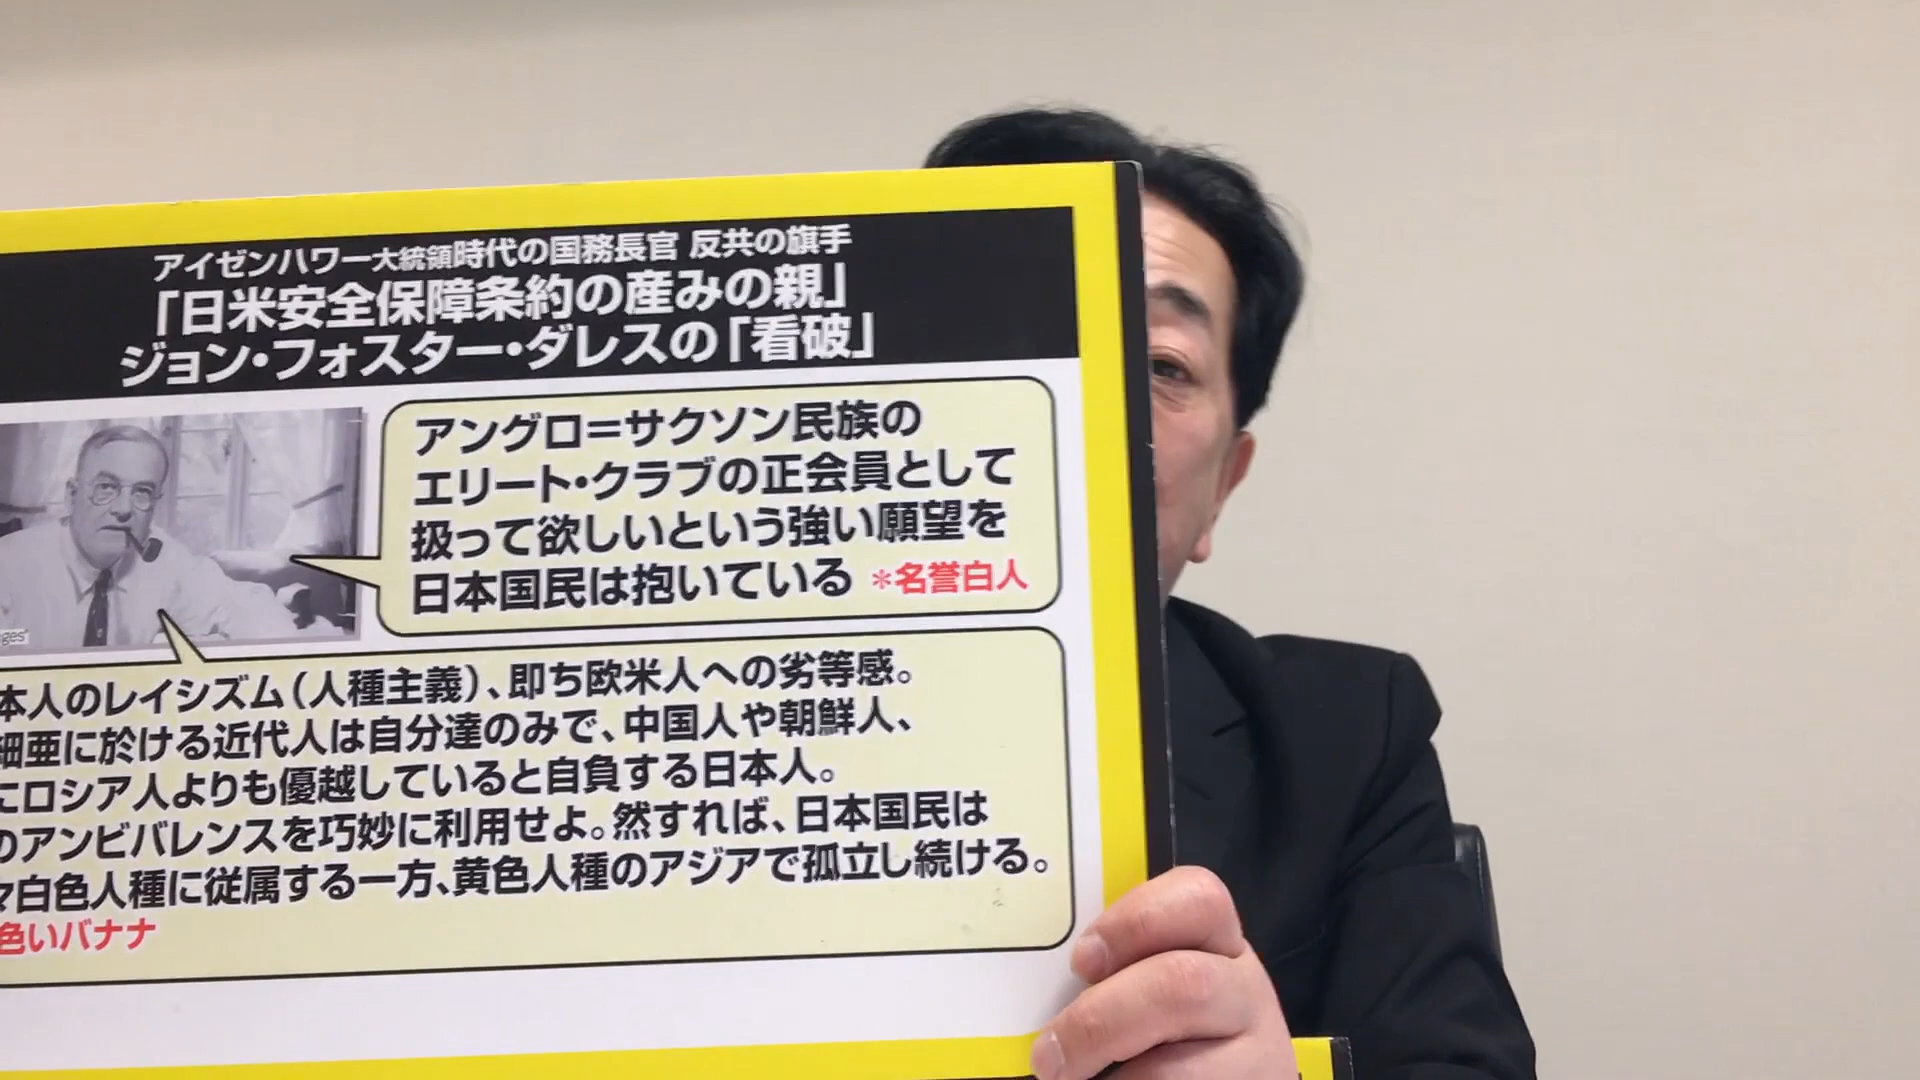 アイゼンハワー大統領時代の国務長官 反共の旗手
「日米安全保障条約の産みの親」
ジョン・フォスター・ダレスの「看破」
アングロ=サクソン民族の
エリート・クラブの正会員として
扱って欲しいという強い願望を
日本国民は抱いている *名誉白人
ges
本人のレイシズム(人種主義)、即ち欧米人への劣等感。
細亜に於ける近代人は自分達のみで、中国人や朝鮮人、
にロシア人よりも優越していると自負する日本人。
のアンビバレンスを巧妙に利用せよ。然すれば、日本国民は
々白色人種に従属する一方、黄色人種のアジアで孤立し続ける。
色いバナナ